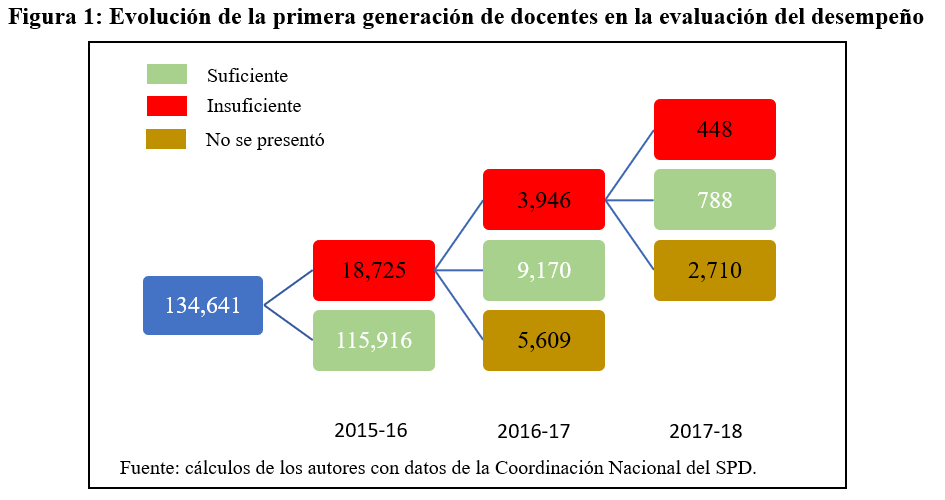 Figura 1: Evolución de la primera generación de docentes en la evaluación del desempeño
Suficiente
Insuficiente
No se presentó
134,641
18,725
115,916
3,946
9,170
5,609
448
788
2,710
2015-16
2016-17
2017-18
Fuente: cálculos de los autores con datos de la Coordinación Nacional del SPD.